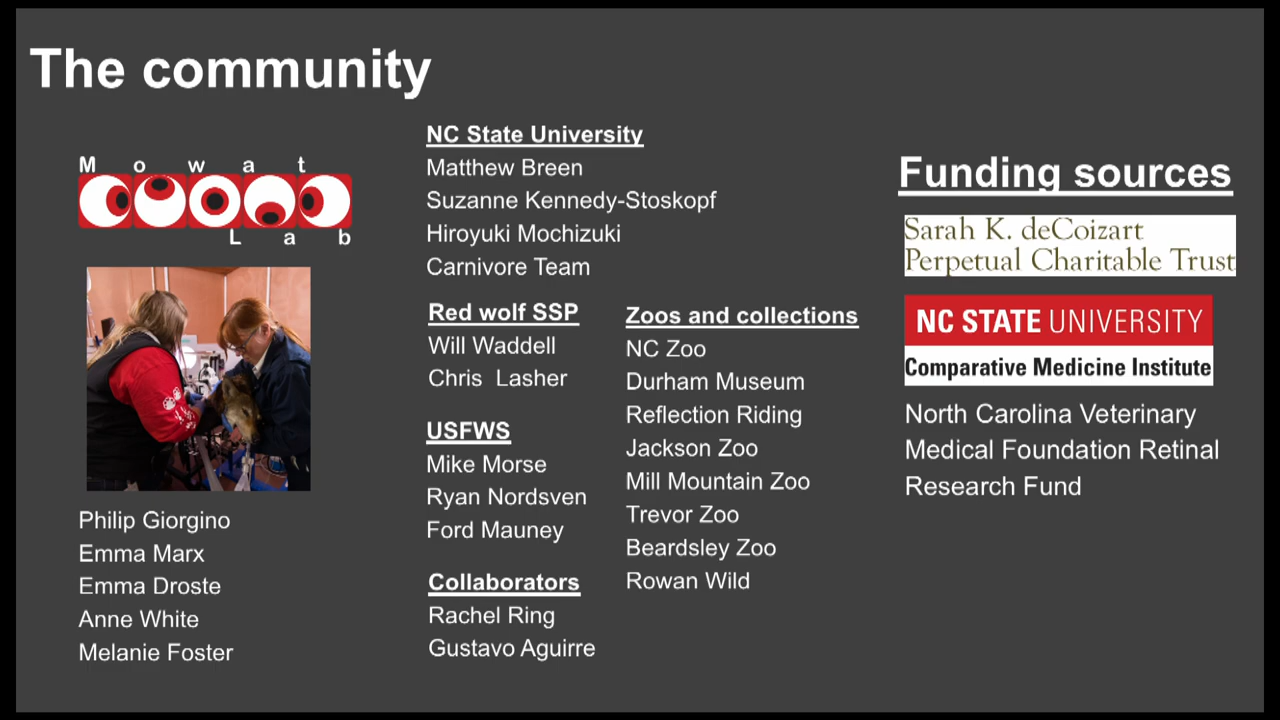 The community
M o w a t
L a b
Philip Giorgino
Emma Marx
Emma Droste
Anne White
Melanie Foster
NC State University
Matthew Breen
Suzanne Kennedy-Stoskopf
Hiroyuki Mochizuki
Carnivore Team
Red wolf SSP
Will Waddell
Chris Lasher
USFWS
Mike Morse
Ryan Nordsven
Ford Mauney
Collaborators
Rachel Ring
Gustavo Aguirre
Zoos and collections
NC Zoo
Durham Museum
Reflection Riding
Jackson Zoo
Mill Mountain Zoo
Trevor Zoo
Beardsley Zoo
Rowan Wild
Funding sources
Sarah K. deCoizart
Perpetual Charitable Trust
NC STATE UNIVERSITY
Comparative Medicine Institute
North Carolina Veterinary
Medical Foundation Retinal
Research Fund